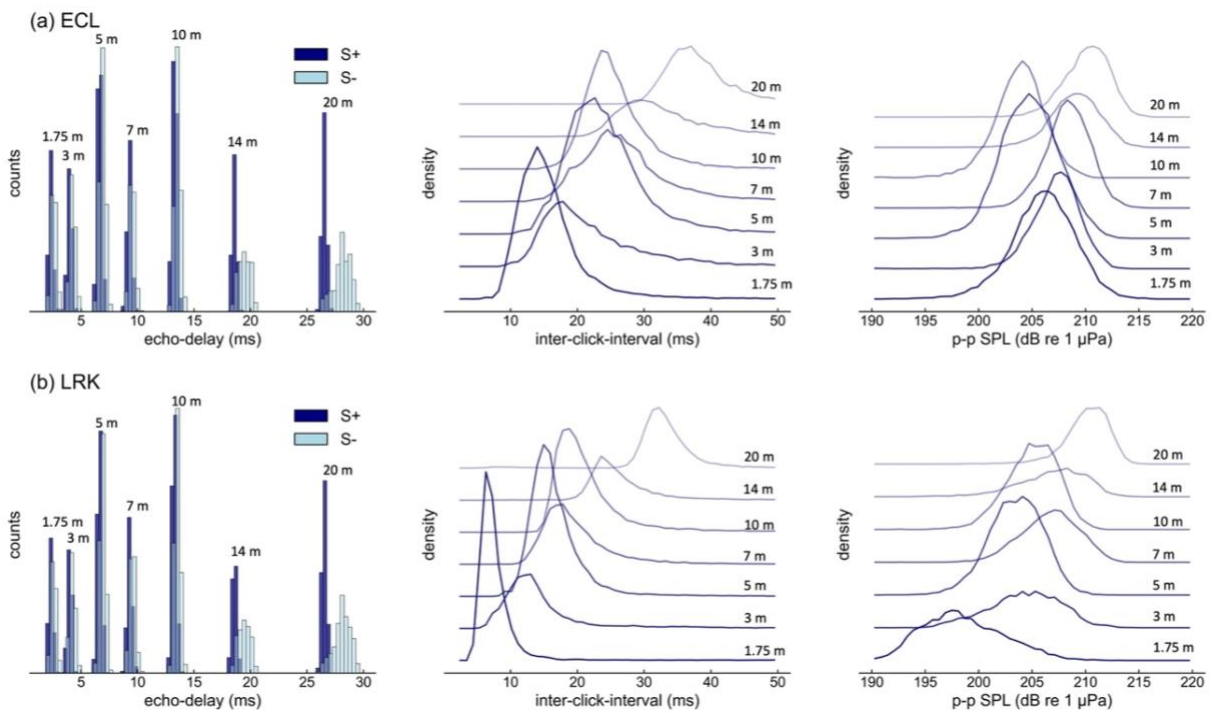 (a) ECL
5 m
10 m
S+
S-
20 m
1.75 m
3 m
7 m
14 m
counts
5 10 15 20 25 30
echo-delay (ms)
density
20 m
14 m
10 m
7 m
5 m
3 m
1.75 m
10 20 30 40 50
inter-click-interval (ms)
density
20 m
14 m
10 m
7 m
5 m
3 m
1.75 m
190 195 200 205 210 215 220
p-p SPL (dB re 1 µPa)
(b) LRK
5 m
10 m
S+
S-
20 m
1.75 m
3 m
7 m
14 m
counts
5 10 15 20 25 30
echo-delay (ms)
density
20 m
14 m
10 m
7 m
5 m
3 m
1.75 m
10 20 30 40 50
inter-click-interval (ms)
density
20 m
14 m
10 m
7 m
5 m
3 m
1.75 m
190 195 200 205 210 215 220
p-p SPL (dB re 1 µPa)